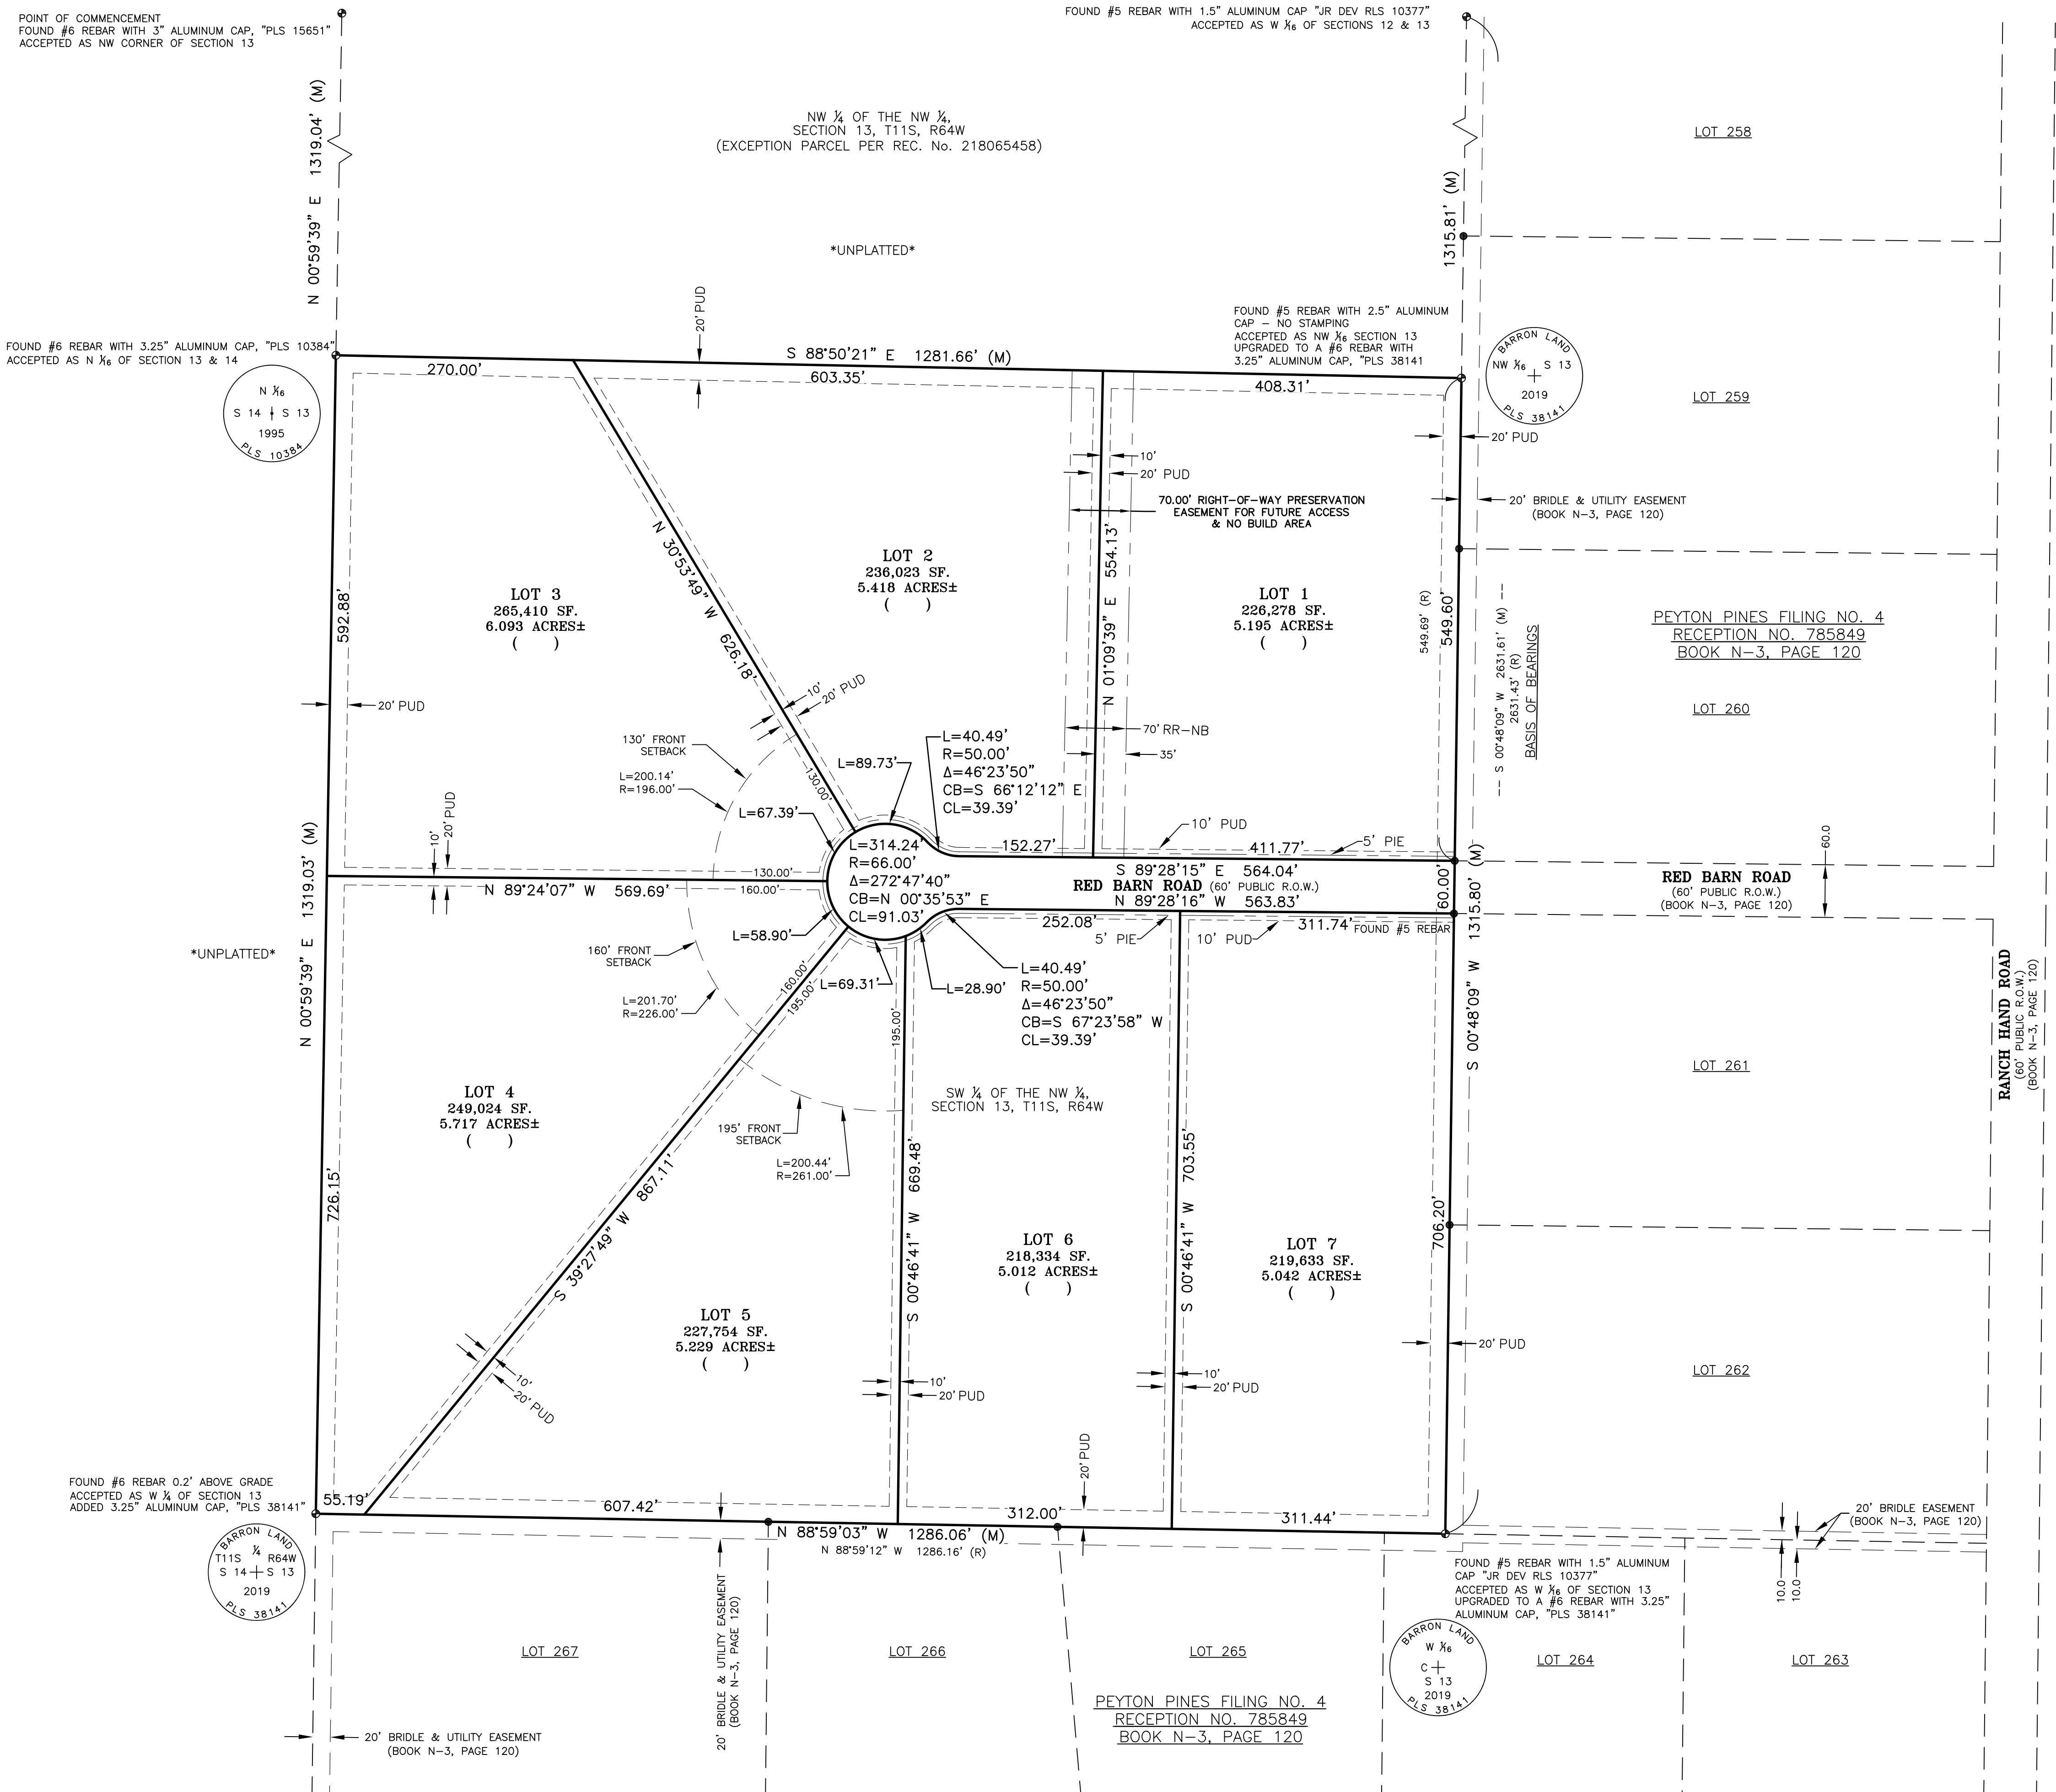 POINT OF COMMENCEMENT
FOUND #6 REBAR WITH 3" ALUMINUM CAP, "PLS 15651"
ACCEPTED AS NW CORNER OF SECTION 13
FOUND #5 REBAR WITH 1.5" ALUMINUM CAP "JR DEV RLS 10377"
ACCEPTED AS W 1⁄16 OF SECTIONS 12 & 13
N 00°59'39" E 1319.04' (M)
NW ¼ OF THE NW ¼,
SECTION 13, T11S, R64W
(EXCEPTION PARCEL PER REC. No. 218065458)
*UNPLATTED*
1315.81' (M)
LOT 258
FOUND #6 REBAR WITH 3.25" ALUMINUM CAP, "PLS 10384"
ACCEPTED AS N 1⁄16 OF SECTION 13 & 14
N 1⁄16
S 14 S 13
1995
PLS 10384
FOUND #5 REBAR WITH 2.5" ALUMINUM
CAP – NO STAMPING
ACCEPTED AS NW 1⁄16 SECTION 13
UPGRADED TO A #6 REBAR WITH
3.25" ALUMINUM CAP, "PLS 38141
BARRON LAND
NW 1⁄16 S 13
2019
PLS 38141
LOT 259
20' PUD
S 88°50'21" E 1281.66' (M)
270.00'
603.35'
408.31'
20' PUD
10'
20' PUD
70.00' RIGHT-OF-WAY PRESERVATION
EASEMENT FOR FUTURE ACCESS
& NO BUILD AREA
20' BRIDLE & UTILITY EASEMENT
(BOOK N-3, PAGE 120)
LOT 3
265,410 SF.
6.093 ACRES±
( )
LOT 2
236,023 SF.
5.418 ACRES±
( )
LOT 1
226,278 SF.
5.195 ACRES±
( )
592.88'
20' PUD
N 30°53'49" W 626.18'
10'
20' PUD
N 01°09'39" E 554.13'
549.69' (R)
549.60'
-- S 00°48'09" W 2631.61' (M) --
2631.43' (R)
BASIS OF BEARINGS
PEYTON PINES FILING NO. 4
RECEPTION NO. 785849
BOOK N-3, PAGE 120
LOT 260
130' FRONT
SETBACK
L=200.14'
R=196.00'
130.00'
L=89.73'
L=67.39'
L=40.49'
R=50.00'
Δ=46°23'50"
CB=S 66°12'12" E
CL=39.39'
70' RR-NB
35'
10' PUD
5' PIE
152.27'
411.77'
L=314.24'
R=66.00'
Δ=272°47'40"
CB=N 00°35'53" E
CL=91.03'
S 89°28'15" E 564.04'
RED BARN ROAD (60' PUBLIC R.O.W.)
N 89°28'16" W 563.83'
60.00'
RED BARN ROAD
(60' PUBLIC R.O.W.)
(BOOK N-3, PAGE 120)
60.0
10'
20' PUD
N 89°24'07" W 569.69'
130.00'
160.00'
252.08'
311.74'
FOUND #5 REBAR
5' PIE
10' PUD
S 00°48'09" W 1315.80' (M)
N 00°59'39" E 1319.03' (M)
*UNPLATTED*
L=58.90'
160' FRONT
SETBACK
L=201.70'
R=226.00'
160.00'
195.00'
L=69.31'
195.00'
L=28.90'
L=40.49'
R=50.00'
Δ=46°23'50"
CB=S 67°23'58" W
CL=39.39'
RANCH HAND ROAD
(60' PUBLIC R.O.W.)
(BOOK N-3, PAGE 120)
LOT 261
LOT 4
249,024 SF.
5.717 ACRES±
( )
SW ¼ OF THE NW ¼,
SECTION 13, T11S, R64W
195' FRONT
SETBACK
L=200.44'
R=261.00'
726.15'
S 39°27'49" W 867.11'
S 00°46'41" W 669.48'
S 00°46'41" W 703.55'
706.20'
LOT 6
218,334 SF.
5.012 ACRES±
( )
LOT 7
219,633 SF.
5.042 ACRES±
( )
LOT 5
227,754 SF.
5.229 ACRES±
( )
10'
20' PUD
10'
20' PUD
10'
20' PUD
20' PUD
20' PUD
LOT 262
FOUND #6 REBAR 0.2' ABOVE GRADE
ACCEPTED AS W ¼ OF SECTION 13
ADDED 3.25" ALUMINUM CAP, "PLS 38141"
55.19'
607.42'
312.00'
311.44'
N 88°59'03" W 1286.06' (M)
N 88°59'12" W 1286.16' (R)
20' BRIDLE EASEMENT
(BOOK N-3, PAGE 120)
10.0
10.0
BARRON LAND
¼
T11S R64W
S 14 S 13
2019
PLS 38141
20' BRIDLE & UTILITY EASEMENT
(BOOK N-3, PAGE 120)
FOUND #5 REBAR WITH 1.5" ALUMINUM
CAP "JR DEV RLS 10377"
ACCEPTED AS W 1⁄16 OF SECTION 13
UPGRADED TO A #6 REBAR WITH 3.25"
ALUMINUM CAP, "PLS 38141"
BARRON LAND
W 1⁄16
C
S 13
2019
PLS 38141
LOT 267
LOT 266
LOT 265
LOT 264
LOT 263
PEYTON PINES FILING NO. 4
RECEPTION NO. 785849
BOOK N-3, PAGE 120
20' BRIDLE & UTILITY EASEMENT
(BOOK N-3, PAGE 120)